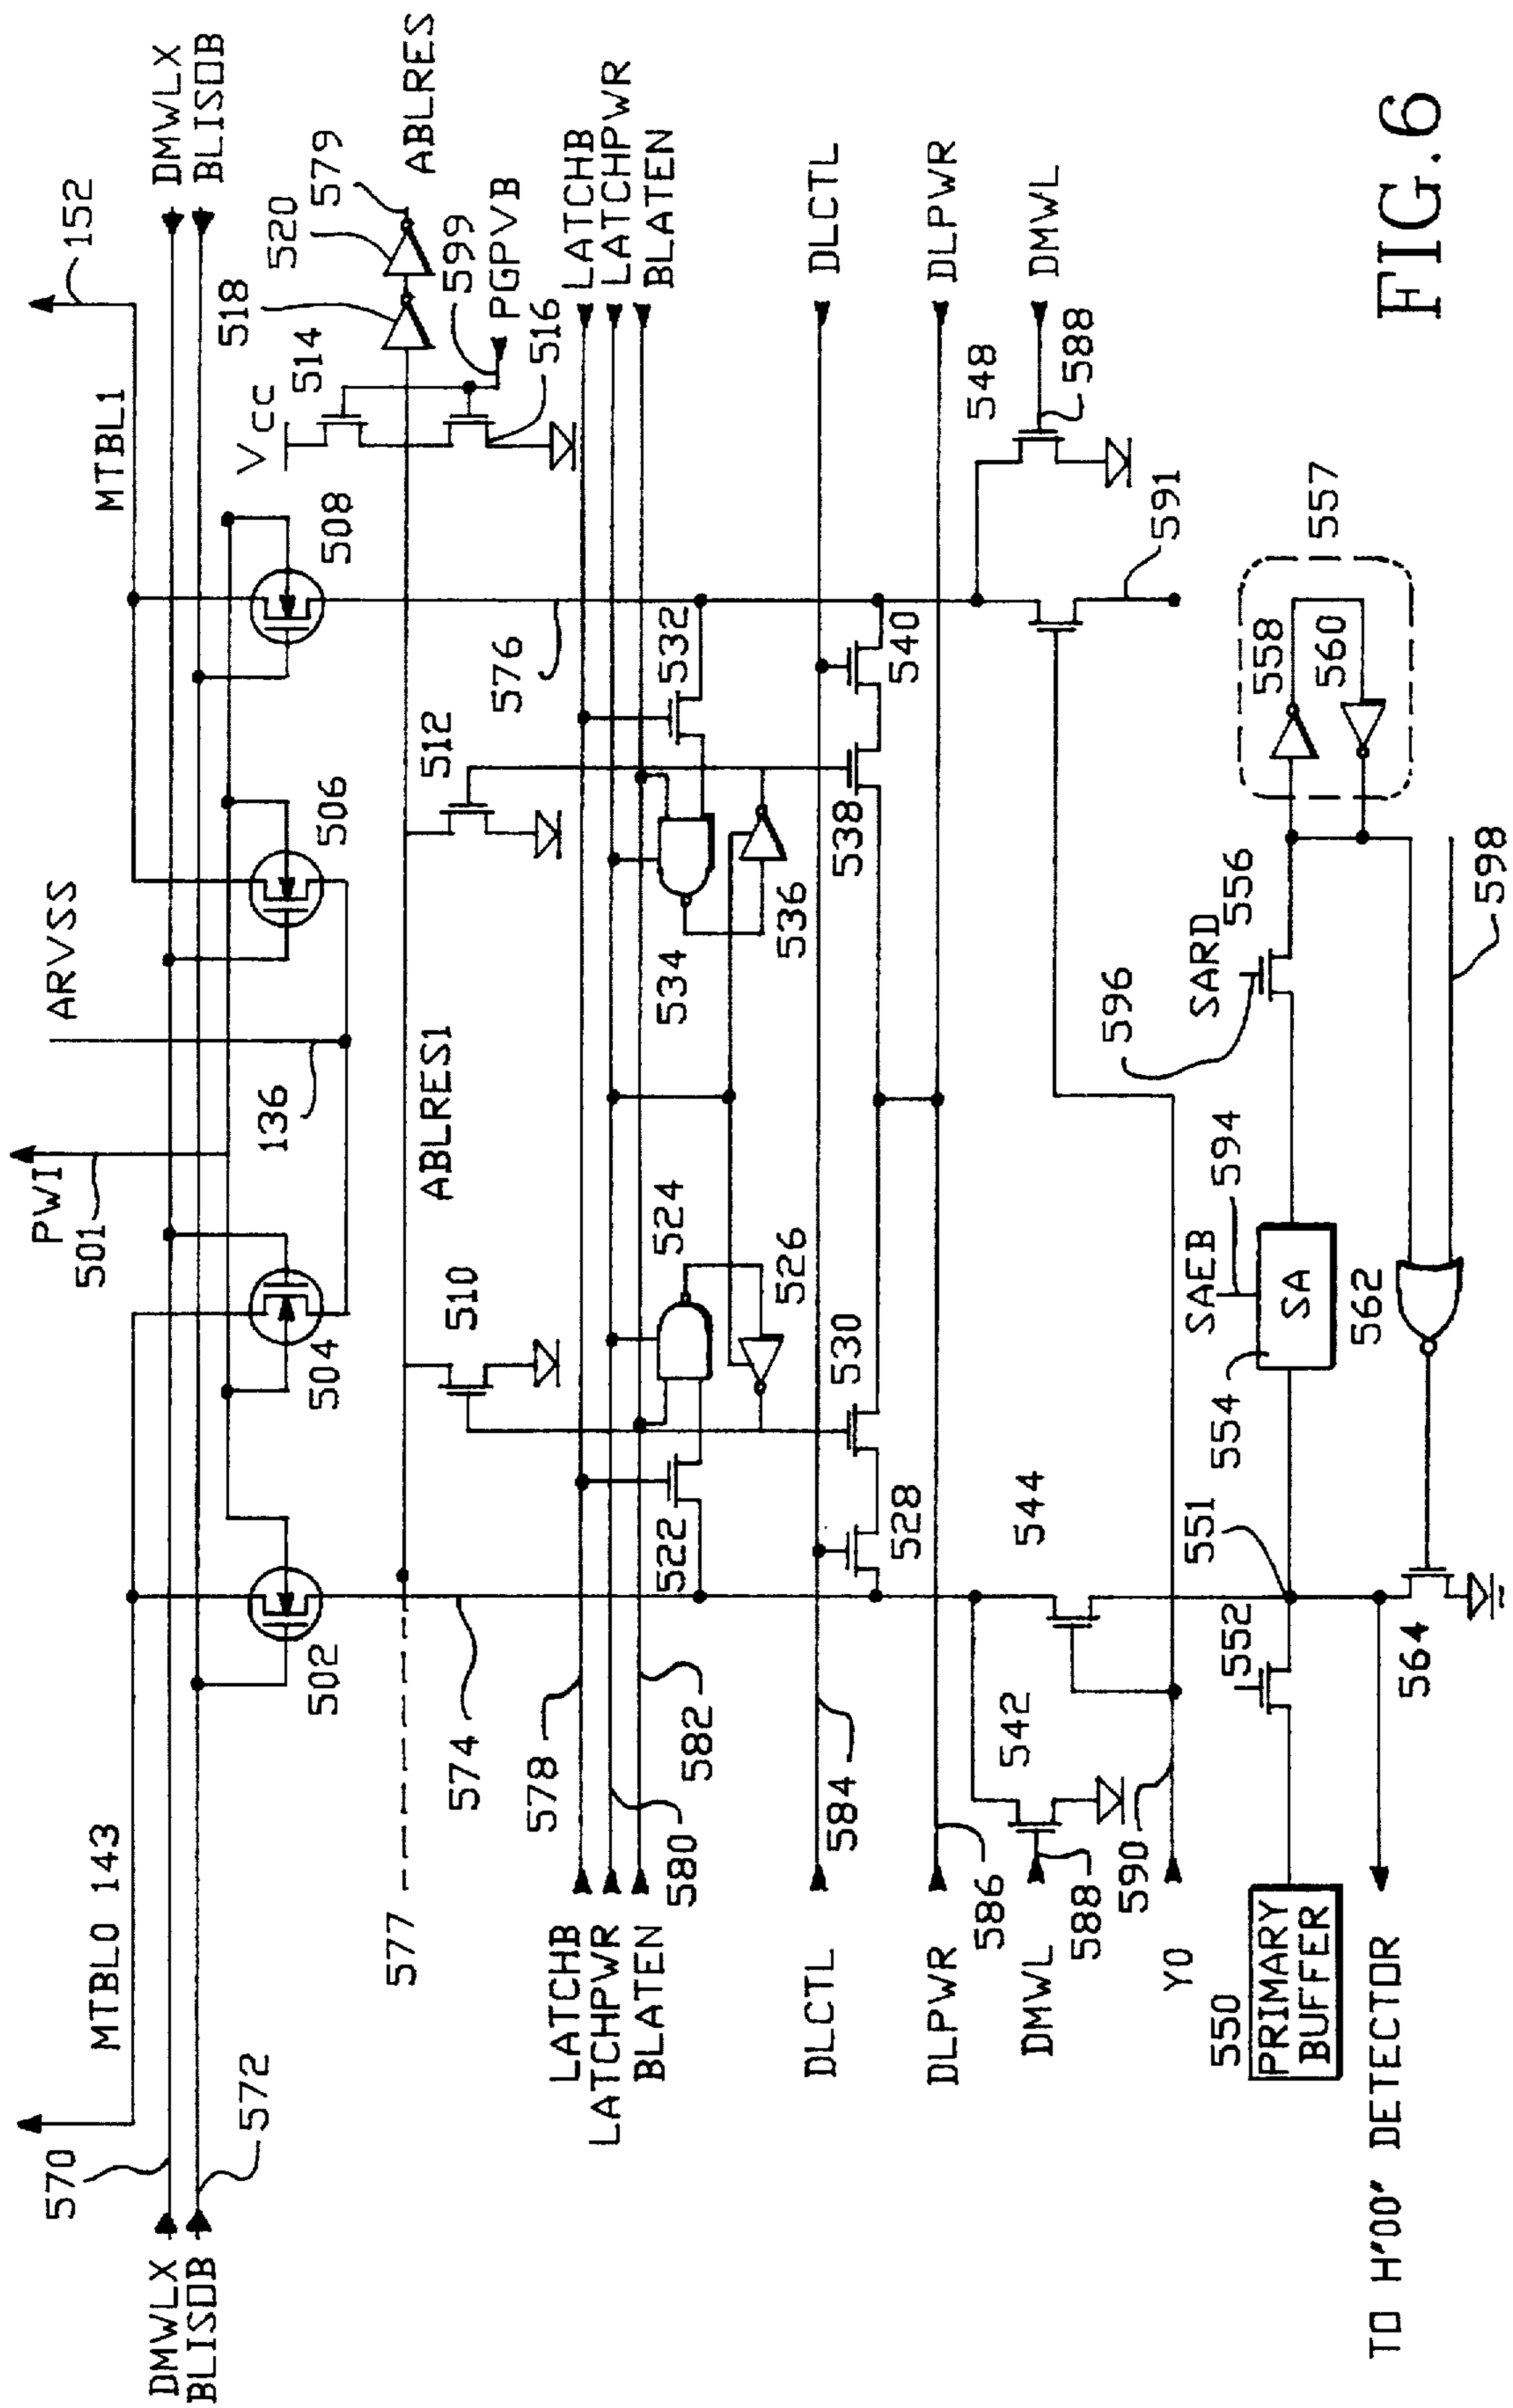 DMWLX
BLISOB
570
572
MTBL0 143
PWI
501
ARVSS
136
MTBL1
152
DMWLX
BLISOB
502
504
506
508
VCC
514
518
520
579
ABLRES
599
PGPVB
516
577
ABLRES1
510
512
574
576
LATCHB
LATCHPWR
BLATEN
578
580
582
522
524
526
532
534
536
LATCHB
LATCHPWR
BLATEN
DLCTL
584
528
530
538
540
DLCTL
DLPWR
586
DLPWR
DMWL
588
542
544
548
588
DMWL
Y0
590
591
550
PRIMARY
BUFFER
552
551
554
SAEB
594
SA
596
SARD
556
557
558
560
562
564
598
TO H"00" DETECTOR
FIG.6